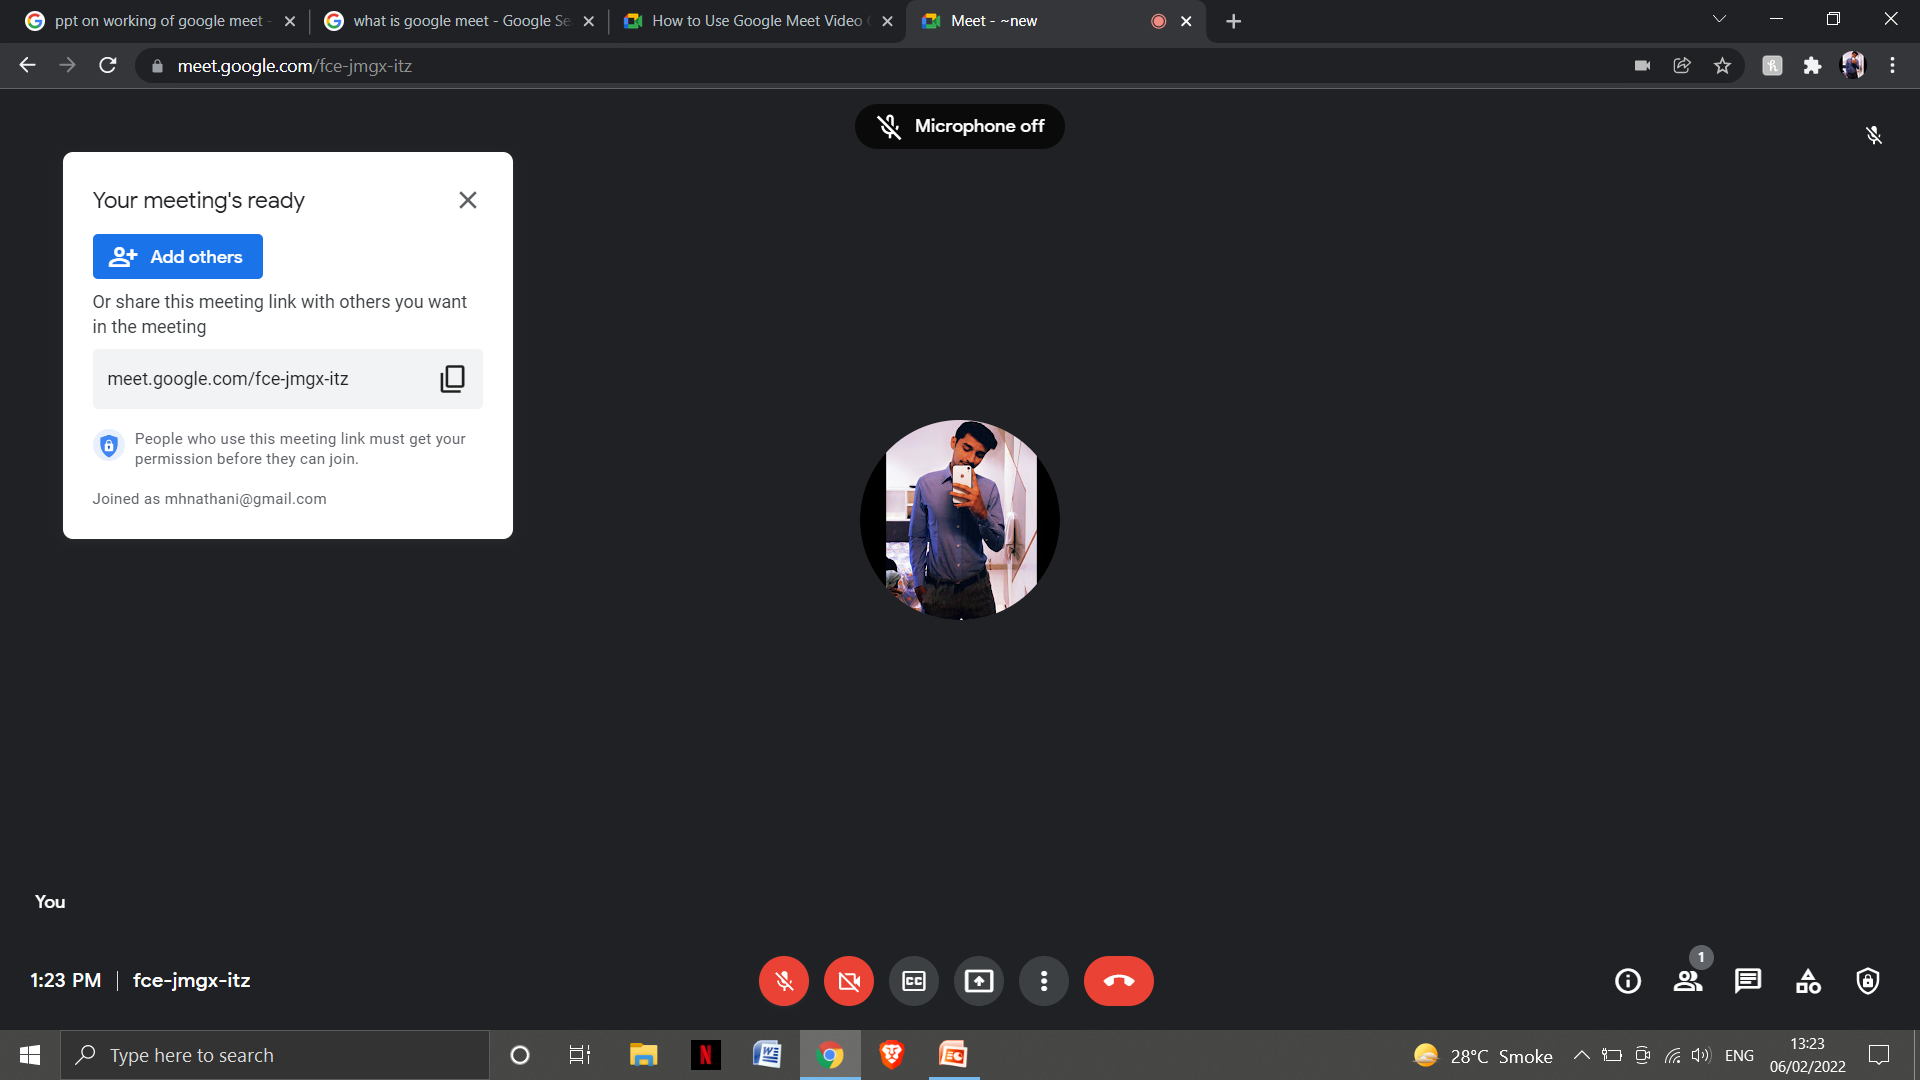 ppt on working of google meet -
what is google meet - Google Se
How to Use Google Meet Video
Meet - ~new
meet.google.com/fce-jmgx-itz
Microphone off
Your meeting's ready
Add others
Or share this meeting link with others you want
in the meeting
meet.google.com/fce-jmgx-itz
People who use this meeting link must get your
permission before they can join.
Joined as mhnathani@gmail.com
You
1:23 PM | fce-jmgx-itz
CC
1
Type here to search
28°C Smoke
ENG
13:23
06/02/2022